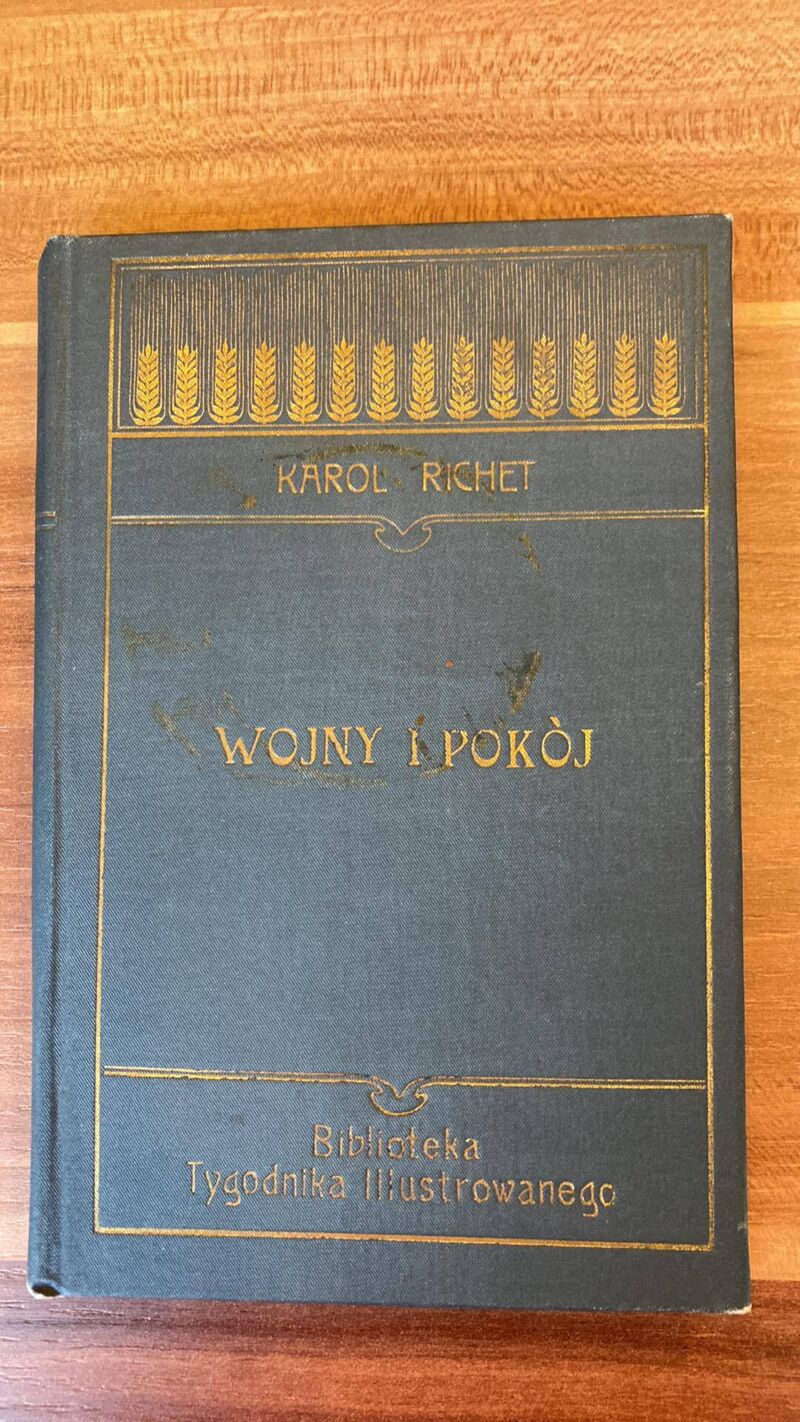 KAROL RICHET
WOJNY I POKÒJ
Biblioteka
Tygodnika Illustrowanego